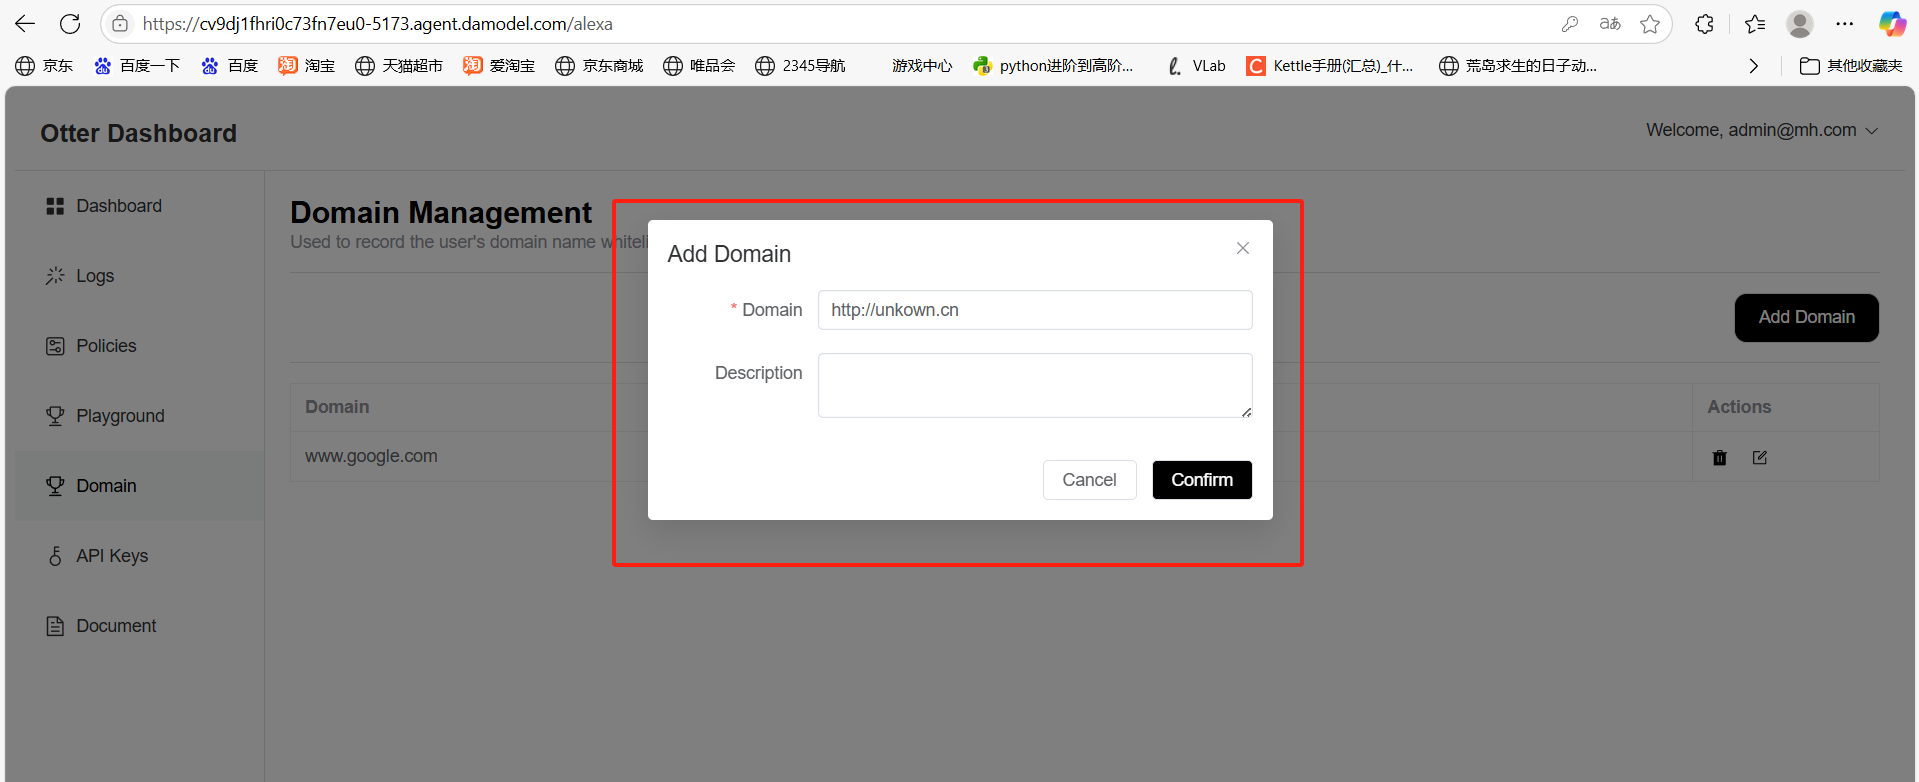 https://cv9dj1fhri0c73fn7eu0-5173.agent.damodel.com/alexa
京东 百度一下 百度 淘宝 天猫超市 爱淘宝 京东商城 唯品会 2345导航 游戏中心 python进阶到高阶... VLab Kettle手册(汇总)_什... 荒岛求生的日子动... 其他收藏夹
Otter Dashboard
Welcome, admin@mh.com
Dashboard
Logs
Policies
Playground
Domain
API Keys
Document
Domain Management
Used to record the user's domain name whiteli
Add Domain
Domain
Actions
www.google.com
Add Domain
* Domain http://unkown.cn
Description
Cancel Confirm